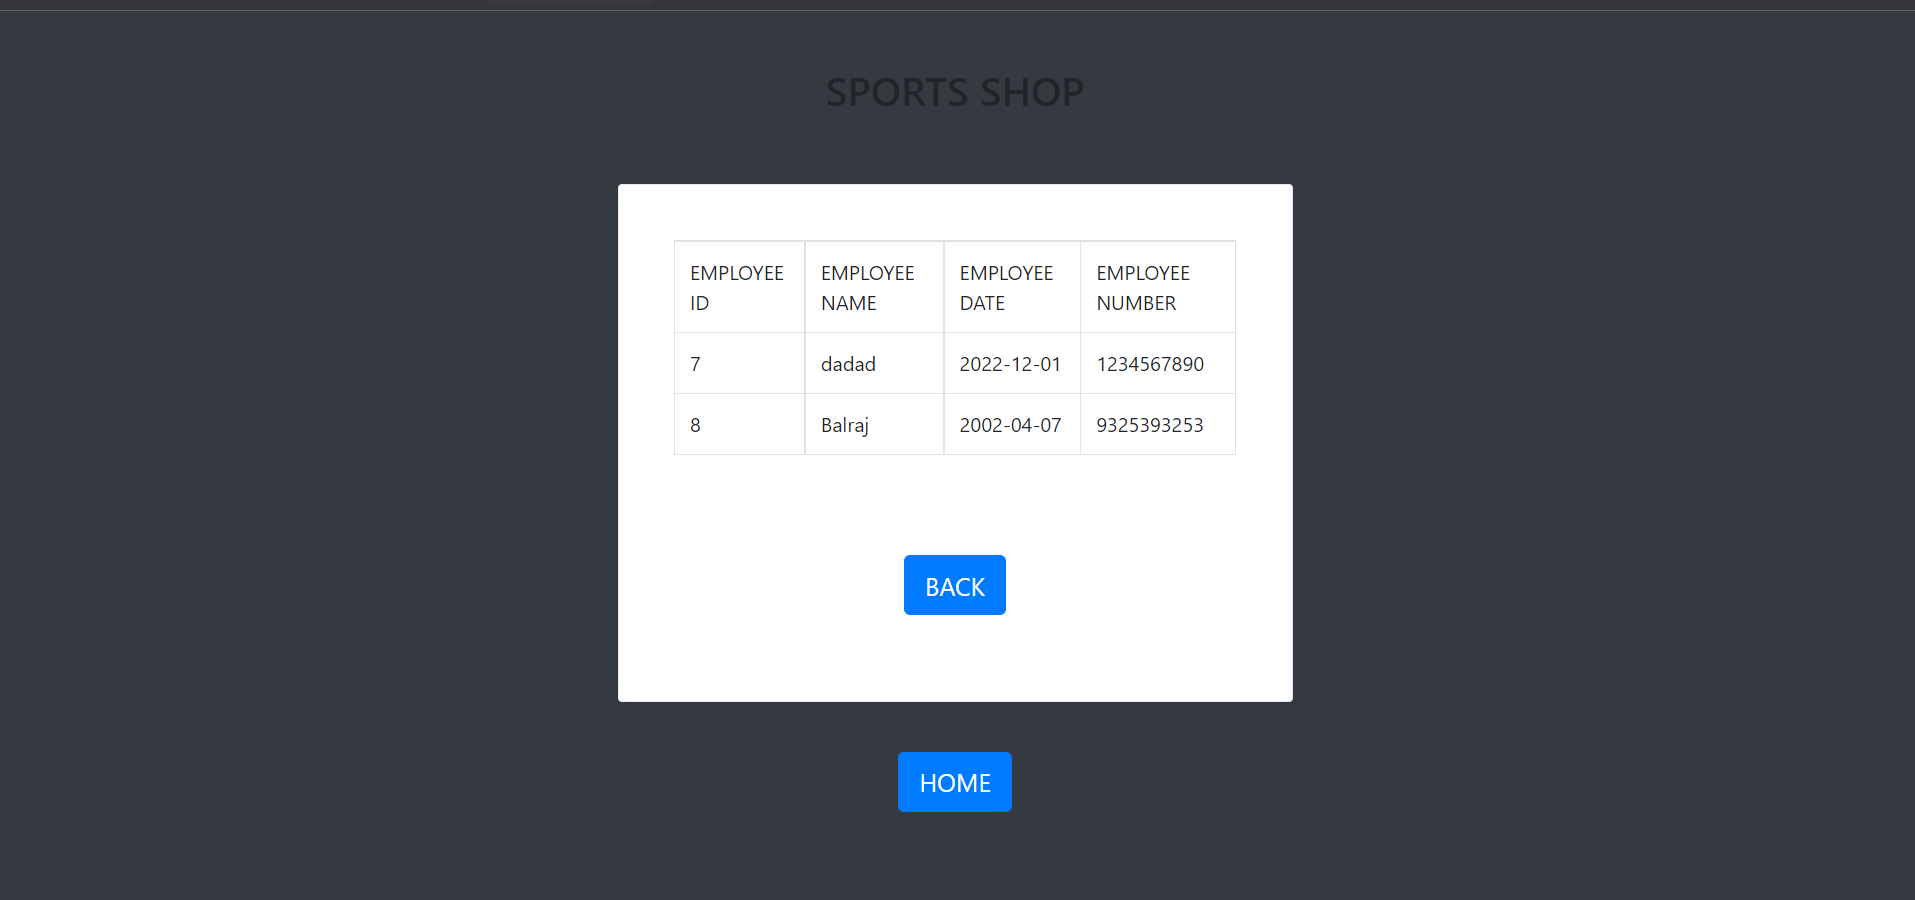 SPORTS SHOP
EMPLOYEE ID EMPLOYEE NAME EMPLOYEE DATE EMPLOYEE NUMBER
7 dadad 2022-12-01 1234567890
8 Balraj 2002-04-07 9325393253
BACK
HOME